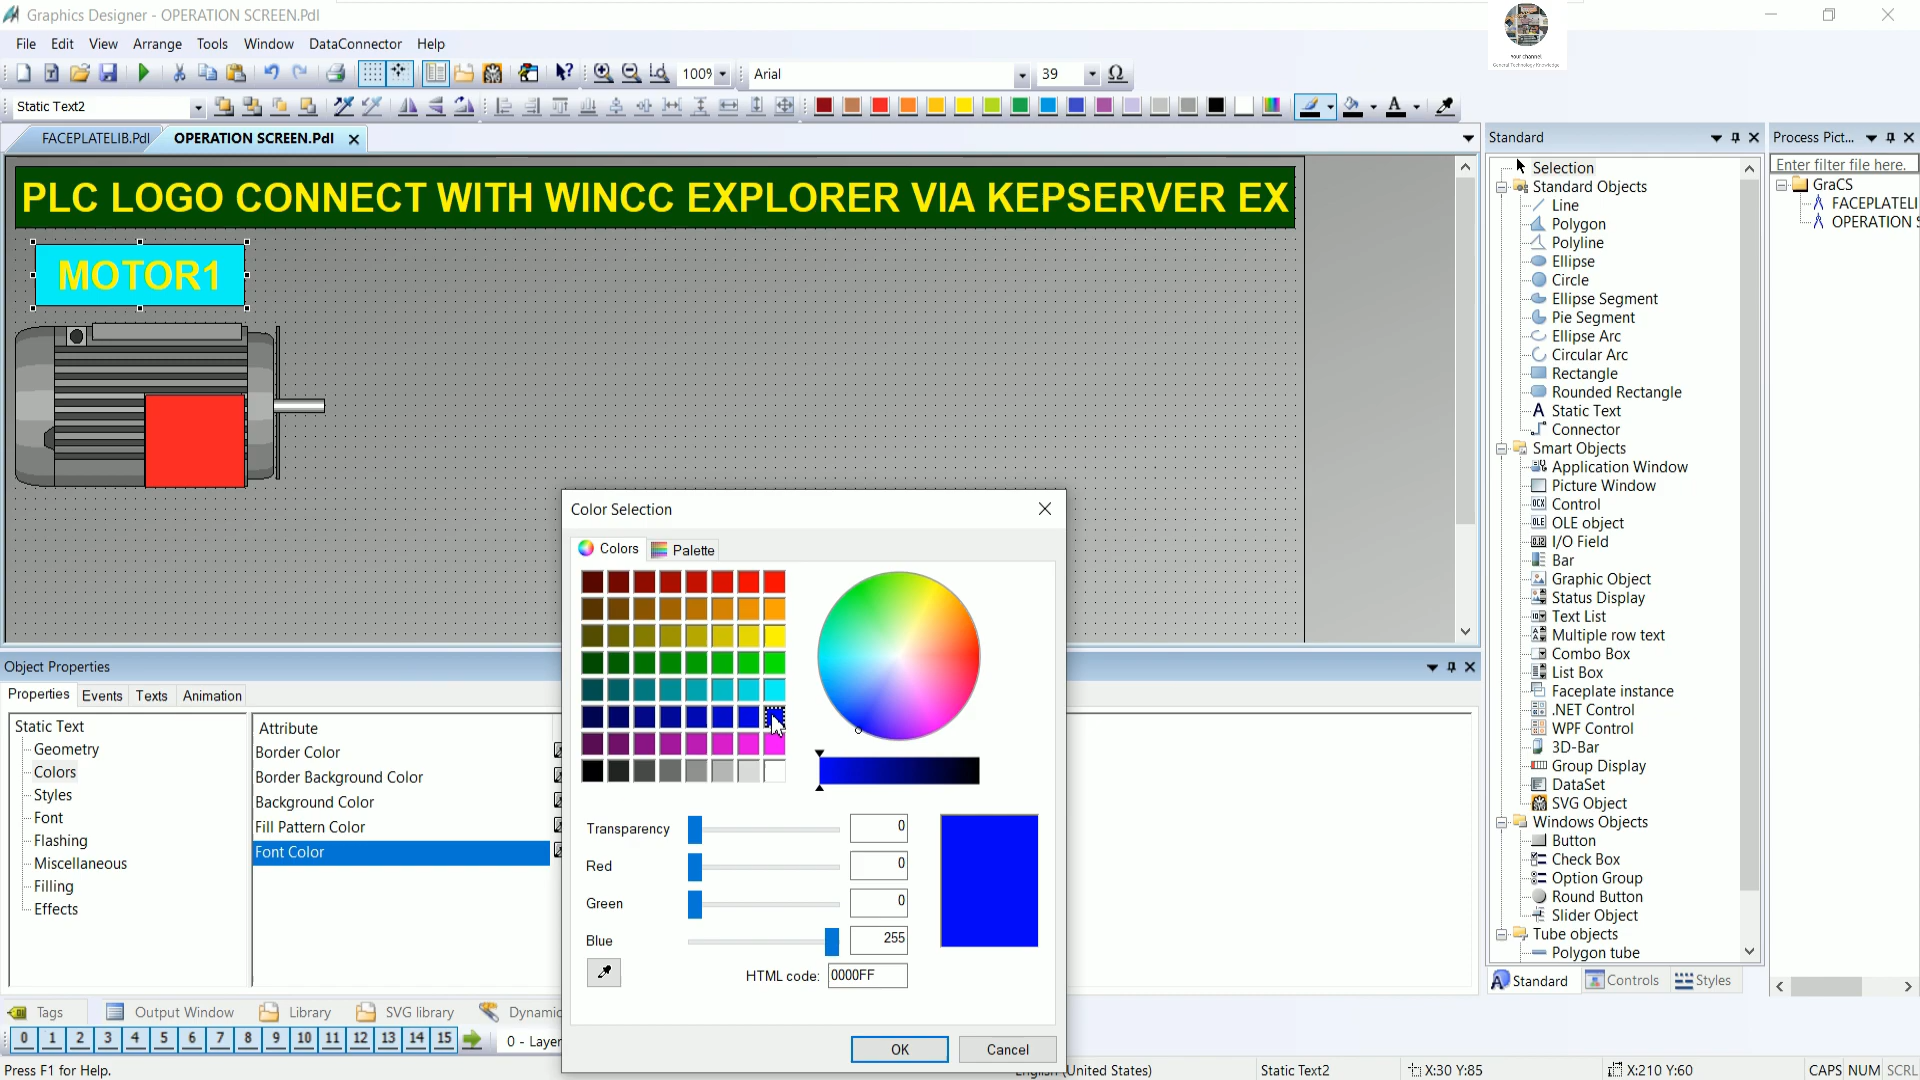 Graphics Designer - OPERATION SCREEN.Pdl
Your channel
General Technology Knowledge
File Edit View Arrange Tools Window DataConnector Help
100% Arial 39 Ω
Static Text2
FACEPLATELIB.Pdl OPERATION SCREEN.Pdl
PLC LOGO CONNECT WITH WINCC EXPLORER VIA KEPSERVER EX
MOTOR1
Color Selection
Colors Palette
Transparency 0
Red 0
Green 0
Blue 255
HTML code: 0000FF
OK Cancel
Object Properties
Properties Events Texts Animation
Static Text
Geometry
Colors
Styles
Font
Flashing
Miscellaneous
Filling
Effects
Attribute
Border Color
Border Background Color
Background Color
Fill Pattern Color
Font Color
Standard
Selection
Standard Objects
Line
Polygon
Polyline
Ellipse
Circle
Ellipse Segment
Pie Segment
Ellipse Arc
Circular Arc
Rectangle
Rounded Rectangle
A Static Text
Connector
Smart Objects
Application Window
Picture Window
OCX Control
OLE OLE object
0.12 I/O Field
Bar
Graphic Object
Status Display
Text List
Multiple row text
Combo Box
List Box
Faceplate instance
.NET Control
WPF Control
3D-Bar
Group Display
DataSet
SVG Object
Windows Objects
Button
Check Box
Option Group
Round Button
Slider Object
Tube objects
Polygon tube
Standard Controls Styles
Process Pict...
Enter filter file here.
GraCS
FACEPLATELI
OPERATION S
Tags Output Window Library SVG library Dynamic
0 1 2 3 4 5 6 7 8 9 10 11 12 13 14 15 0 - Layer
Press F1 for Help. English (United States) Static Text2 X:30 Y:85 X:210 Y:60 CAPS NUM SCRL